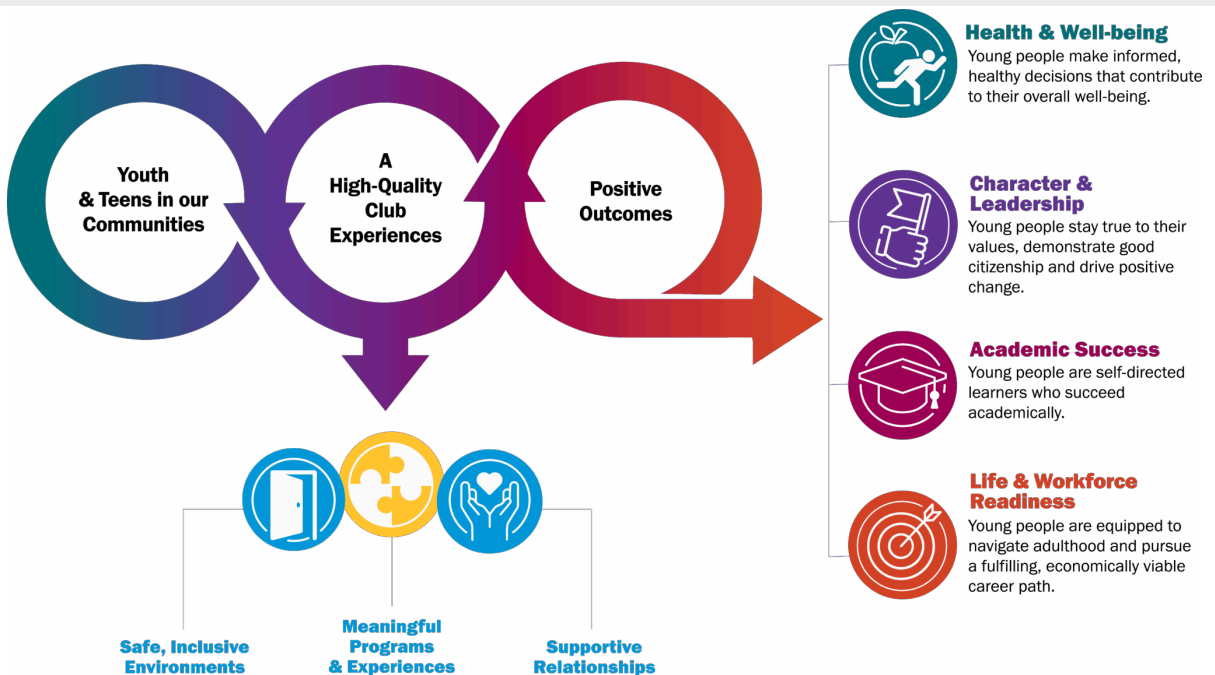 Youth
& Teens in our
Communities
A
High-Quality
Club
Experiences
Positive
Outcomes
Health & Well-being
Young people make informed,
healthy decisions that contribute
to their overall well-being.
Character &
Leadership
Young people stay true to their
values, demonstrate good
citizenship and drive positive
change.
Academic Success
Young people are self-directed
learners who succeed
academically.
Life & Workforce
Readiness
Young people are equipped to
navigate adulthood and pursue
a fulfilling, economically viable
career path.
Safe, Inclusive
Environments
Meaningful
Programs
& Experiences
Supportive
Relationships